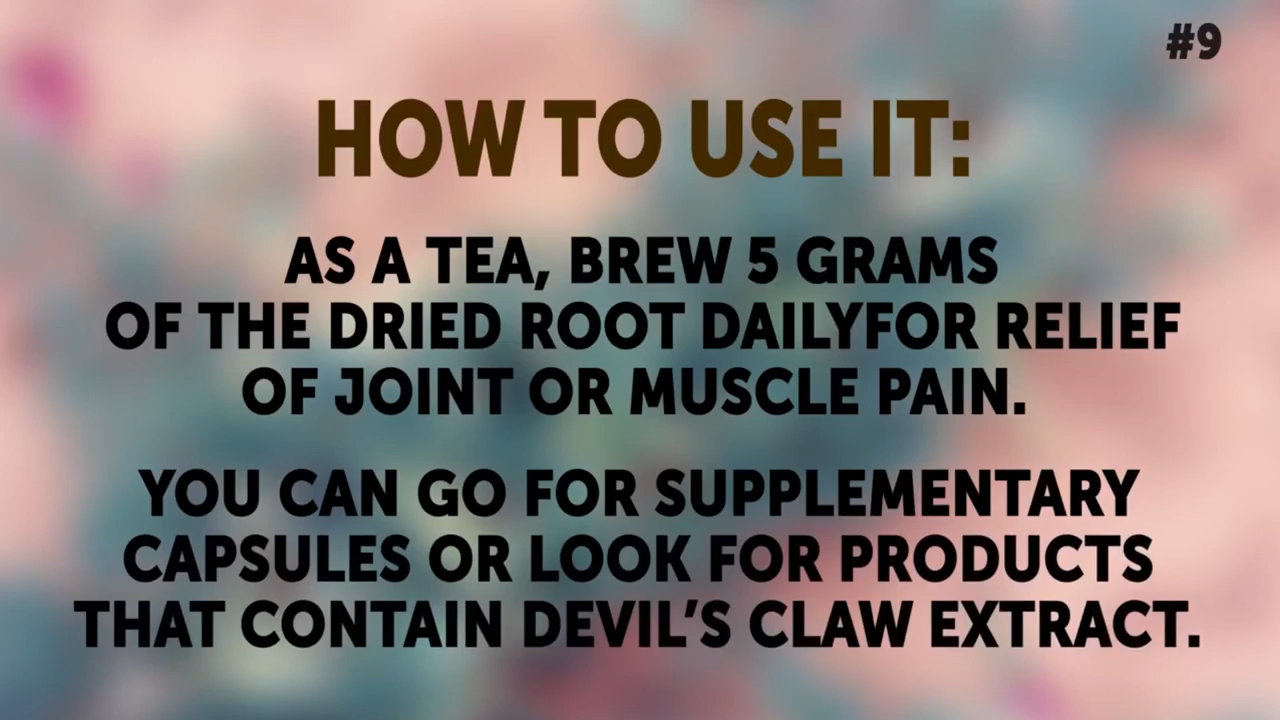 #9
HOW TO USE IT:
AS A TEA, BREW 5 GRAMS
OF THE DRIED ROOT DAILYFOR RELIEF
OF JOINT OR MUSCLE PAIN.
YOU CAN GO FOR SUPPLEMENTARY
CAPSULES OR LOOK FOR PRODUCTS
THAT CONTAIN DEVIL’S CLAW EXTRACT.